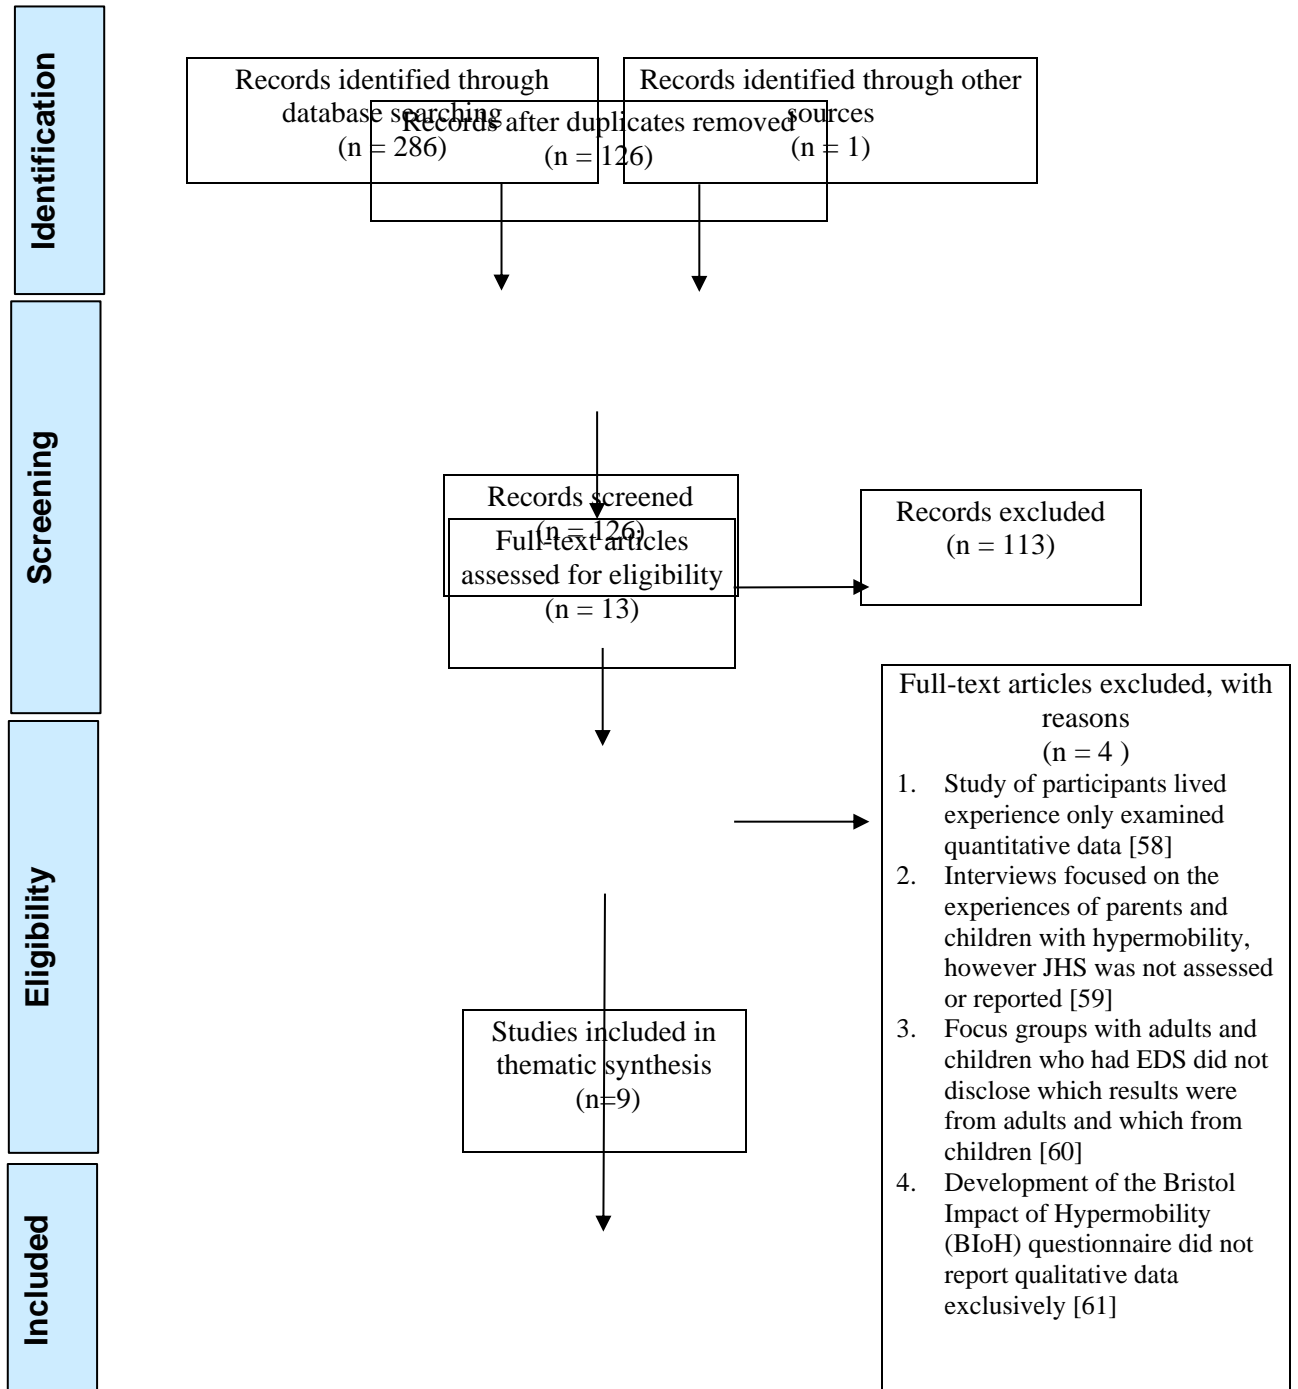 Identification
Records identified through
database searching
(n = 286)
Records identified through other
sources
(n = 1)
Records after duplicates removed
(n = 126)
Screening
Records screened
(n = 126)
Records excluded
(n = 113)
Full-text articles
assessed for eligibility
(n = 13)
Eligibility
Full-text articles excluded, with
reasons
(n = 4 )
1. Study of participants lived
experience only examined
quantitative data [58]
2. Interviews focused on the
experiences of parents and
children with hypermobility,
however JHS was not assessed
or reported [59]
3. Focus groups with adults and
children who had EDS did not
disclose which results were
from adults and which from
children [60]
4. Development of the Bristol
Impact of Hypermobility
(BIoH) questionnaire did not
report qualitative data
exclusively [61]
Studies included in
thematic synthesis
(n=9)
Included